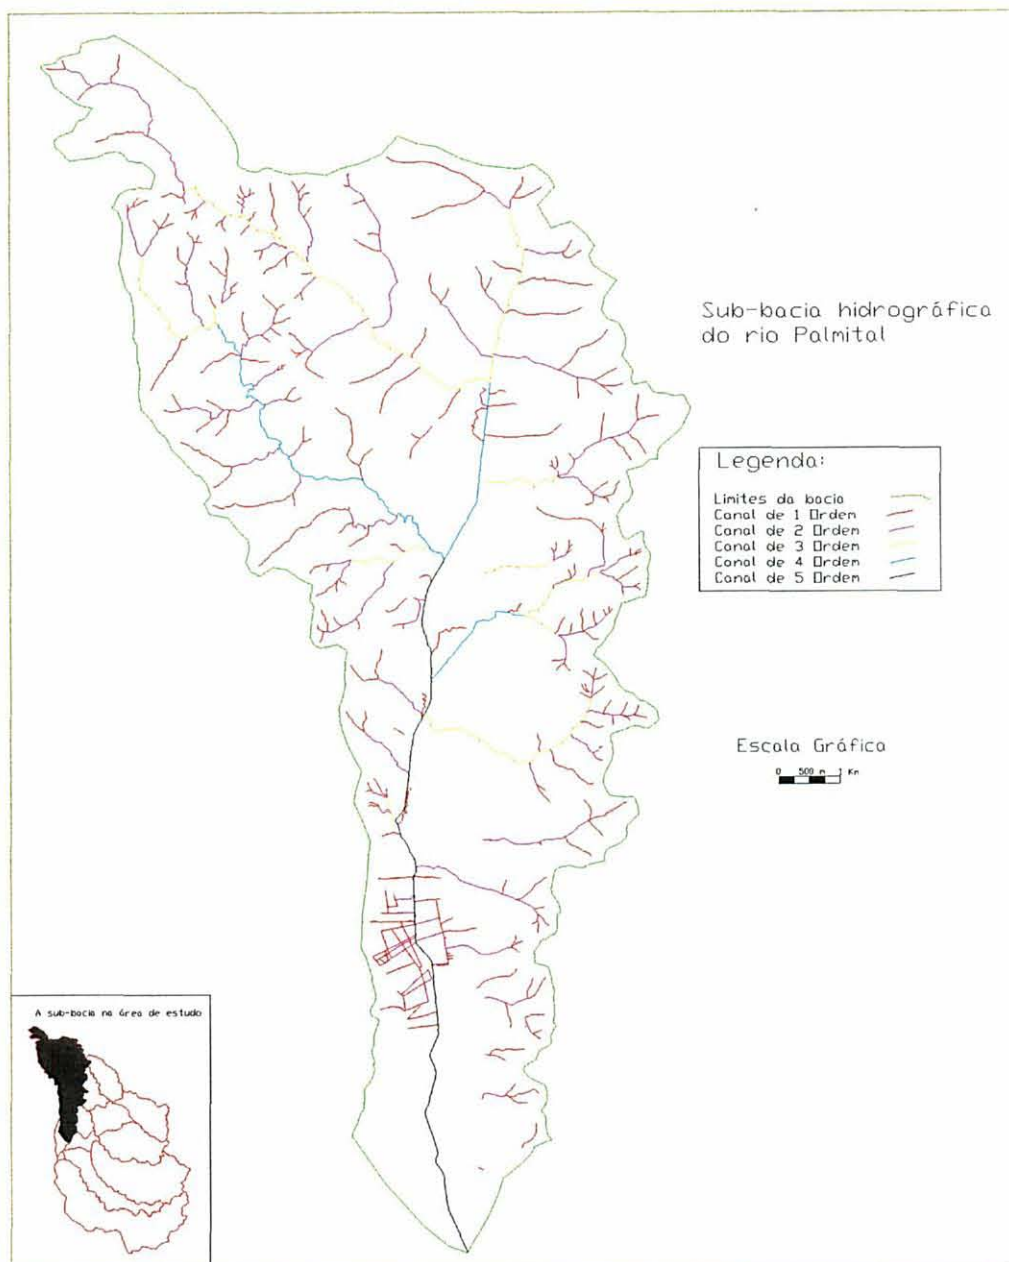 Sub-bacia hidrográfica
do rio Palmital
Legenda:
Limites da bacia
Canal de 1 Ordem
Canal de 2 Ordem
Canal de 3 Ordem
Canal de 4 Ordem
Canal de 5 Ordem
Escala Gráfica
0 500 m 1 Km
A sub-bacia na área de estudo